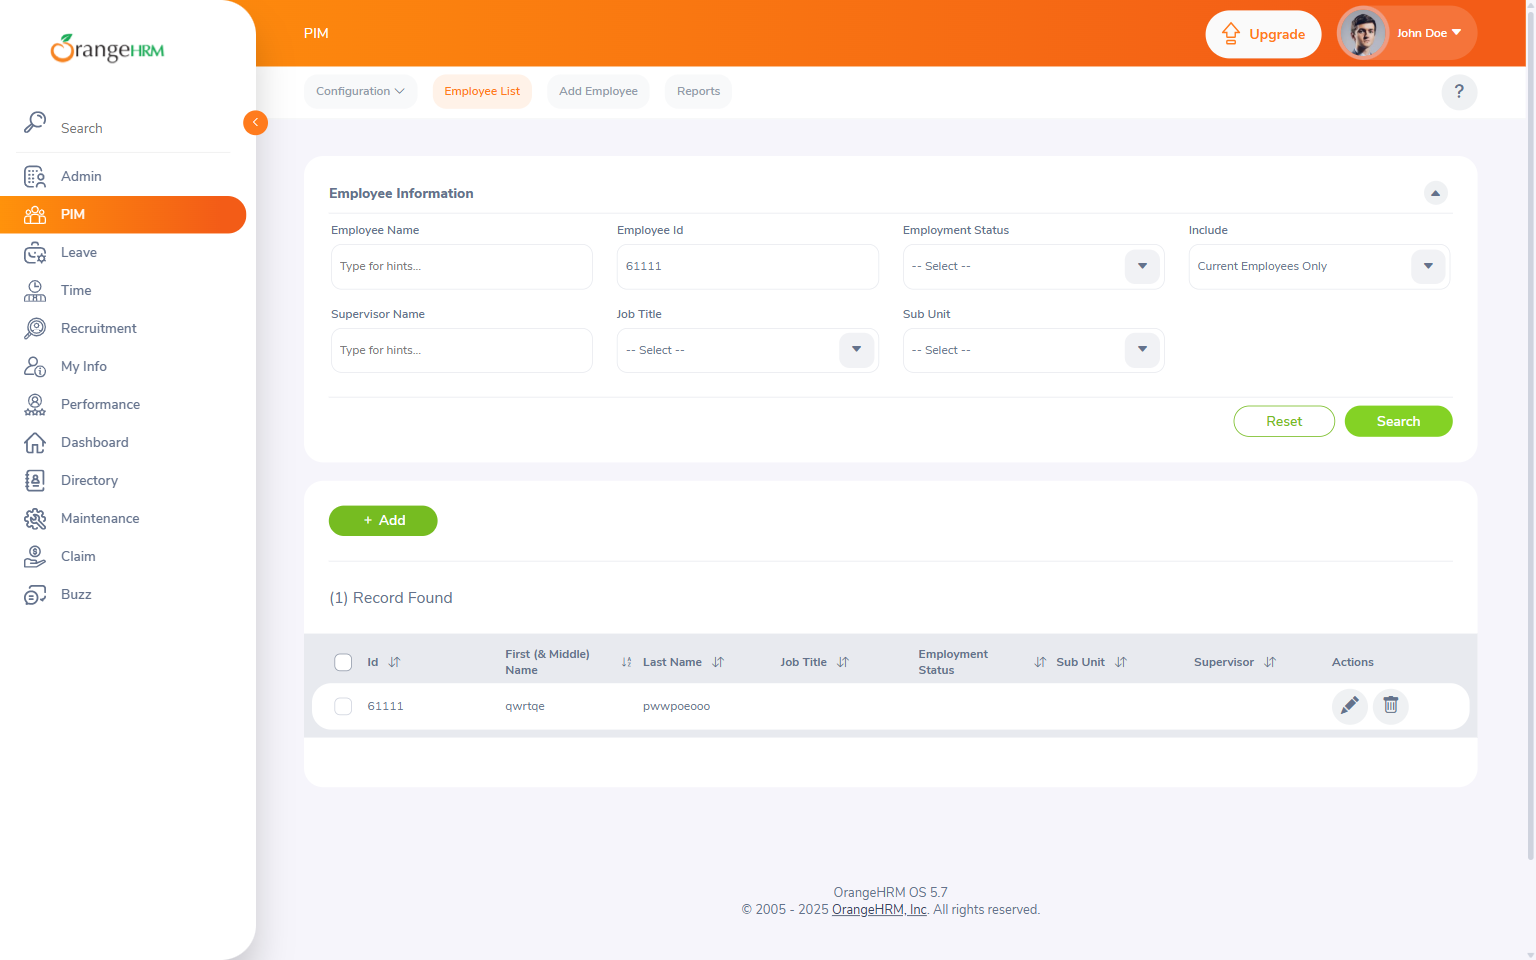 OrangeHRM
Search
Admin
PIM
Leave
Time
Recruitment
My Info
Performance
Dashboard
Directory
Maintenance
Claim
Buzz
PIM
Upgrade
John Doe
Configuration
Employee List
Add Employee
Reports
?
Employee Information
Employee Name
Employee Id
Employment Status
Include
Type for hints...
61111
-- Select --
Current Employees Only
Supervisor Name
Job Title
Sub Unit
Type for hints...
-- Select --
-- Select --
Reset
Search
+ Add
(1) Record Found
Id
First (& Middle)
Name
Last Name
Job Title
Employment
Status
Sub Unit
Supervisor
Actions
61111
qwrtqe
pwwpoeooo
OrangeHRM OS 5.7
© 2005 - 2025 OrangeHRM, Inc. All rights reserved.